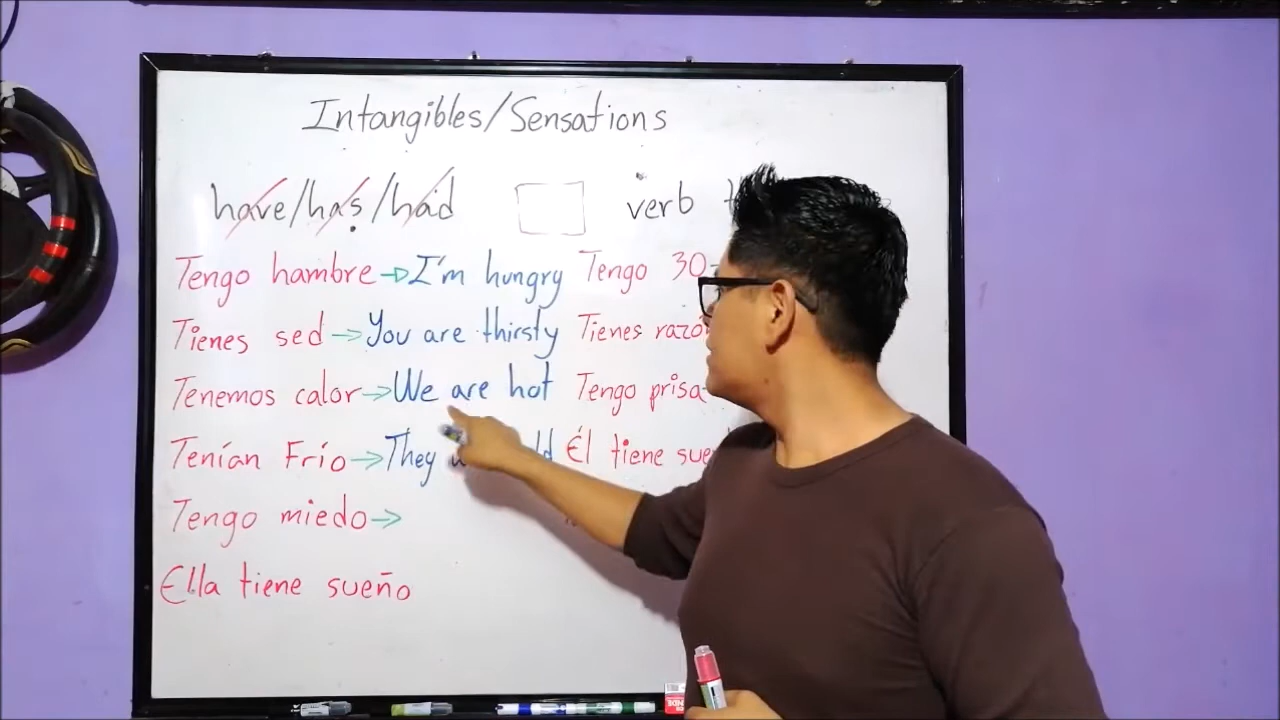 Intangibles/Sensations
have/has/had verb
Tengo hambre→I'm hungry Tengo 30
Tienes sed→You are thirsty Tienes razón
Tenemos calor→We are hot Tengo prisa
Tenían Frío→They Él tiene
Tengo miedo→
Ella tiene sueño